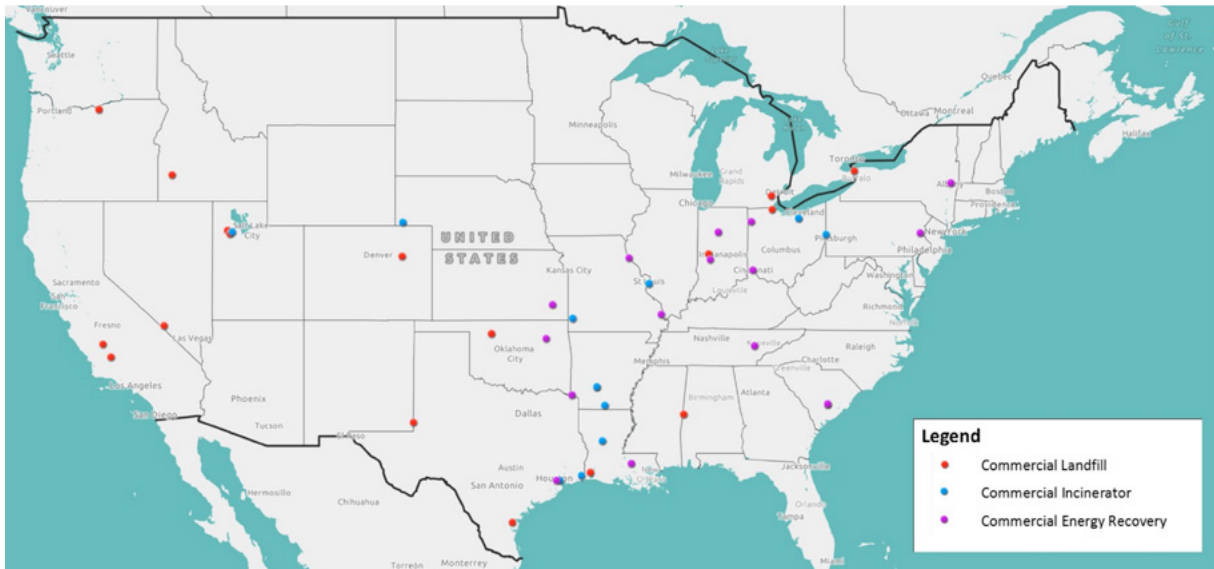 Vancouver
Seattle
Portland
Gulf
of St.
Lawrence
Quebec
Ottawa
Montreal
Halifax
Minneapolis
Toronto
Buffalo
Milwaukee
Grand
Rapids
Detroit
Chicago
Cleveland
Albany
Boston
Providence
New York
Philadelphia
Pittsburgh
Columbus
Indianapolis
Cincinnati
Washington
Richmond
Norfolk
Louisville
UNITED
STATES
Salt Lake
City
Denver
Kansas City
St Louis
Sacramento
San
Francisco
Fresno
Las Vegas
Los Angeles
San Diego
Phoenix
Tucson
El Paso
Oklahoma
City
Nashville
Knoxville
Memphis
Raleigh
Charlotte
Greenville
Birmingham
Atlanta
Dallas
Austin
Houston
San Antonio
New
Orleans
Jacksonville
Orlando
Tampa
Miami
Hermosillo
Chihuahua
Torreón
Monterrey
Legend
Commercial Landfill
Commercial Incinerator
Commercial Energy Recovery